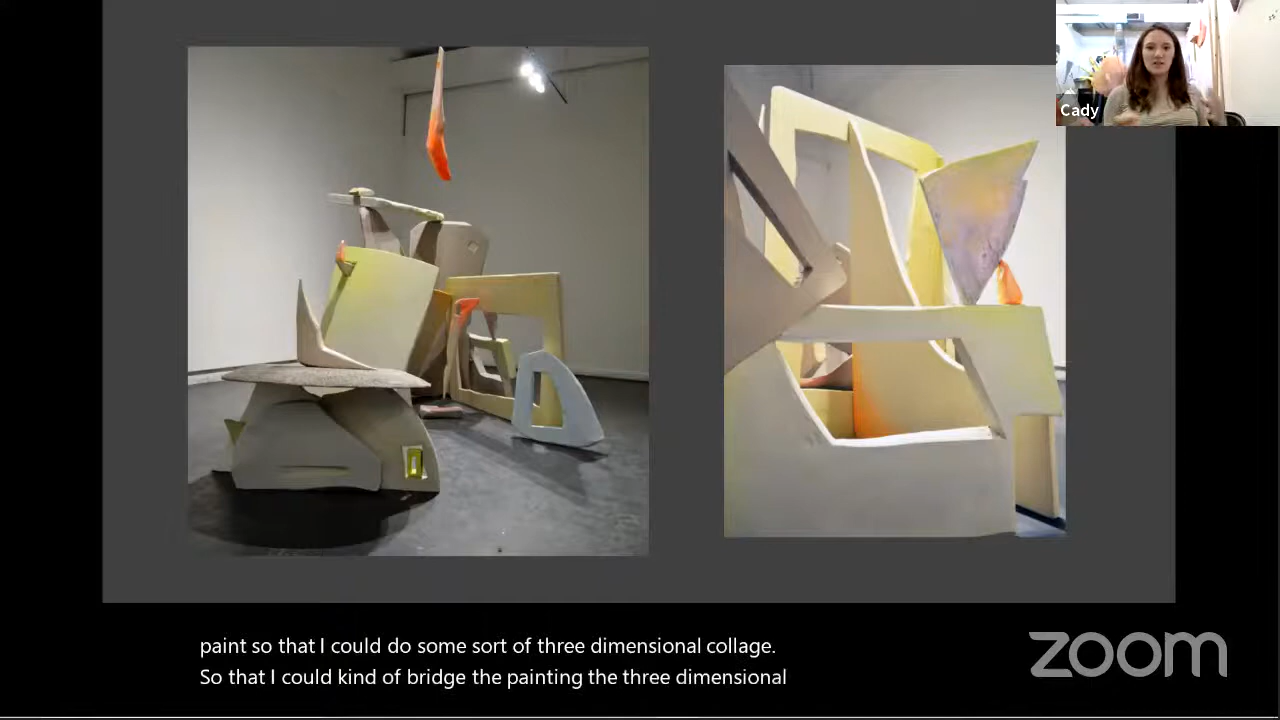 Cady
paint so that I could do some sort of three dimensional collage.
So that I could kind of bridge the painting the three dimensional
zoom